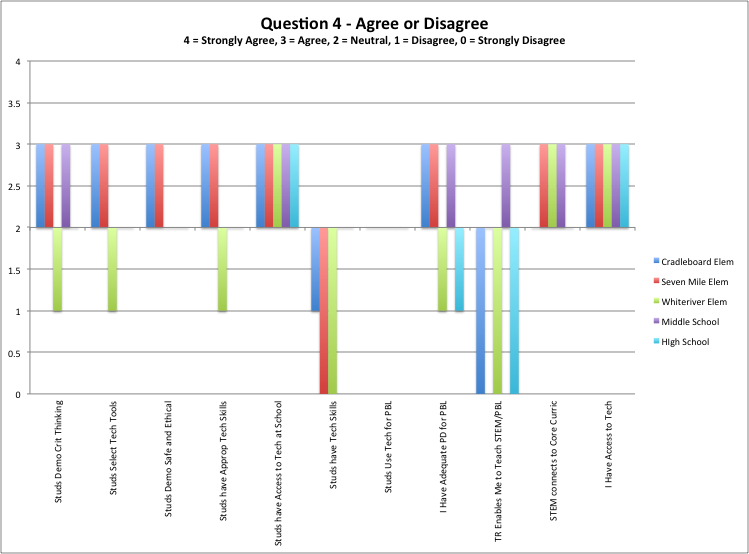 Question 4 - Agree or Disagree
4 = Strongly Agree, 3 = Agree, 2 = Neutral, 1 = Disagree, 0 = Strongly Disagree
4
3.5
3
2.5
2
1.5
1
0.5
0
Studs Demo Crit Thinking
Studs Select Tech Tools
Studs Demo Safe and Ethical
Studs have Approp Tech Skills
Studs have Access to Tech at School
Studs have Tech Skills
Studs Use Tech for PBL
I Have Adequate PD for PBL
TR Enables Me to Teach STEM/PBL
STEM connects to Core Curric
I Have Access to Tech
Cradleboard Elem
Seven Mile Elem
Whiteriver Elem
Middle School
High School